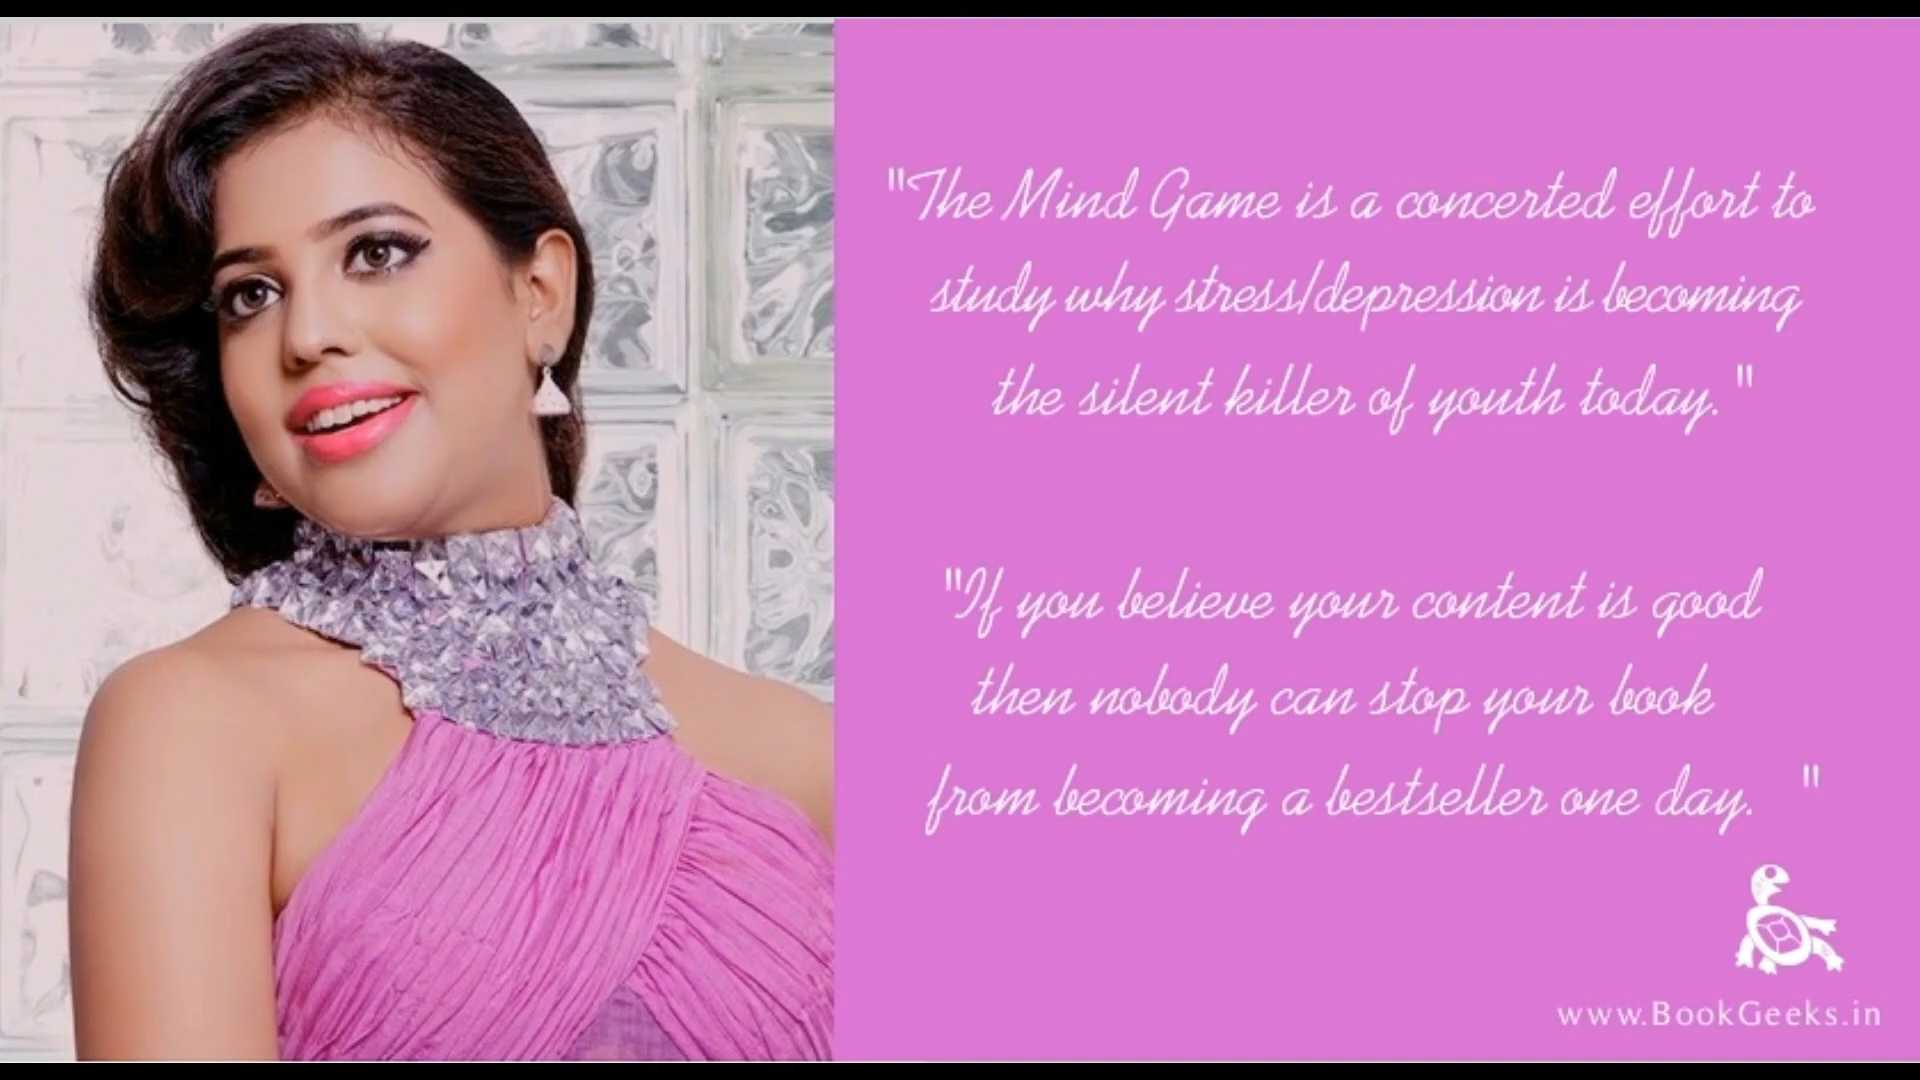 "The Mind Game is a concerted effort to
study why stress/depression is becoming
the silent killer of youth today. "
"If you believe your content is good
then nobody can stop your book
from becoming a bestseller one day. "
www.BookGeeks.in